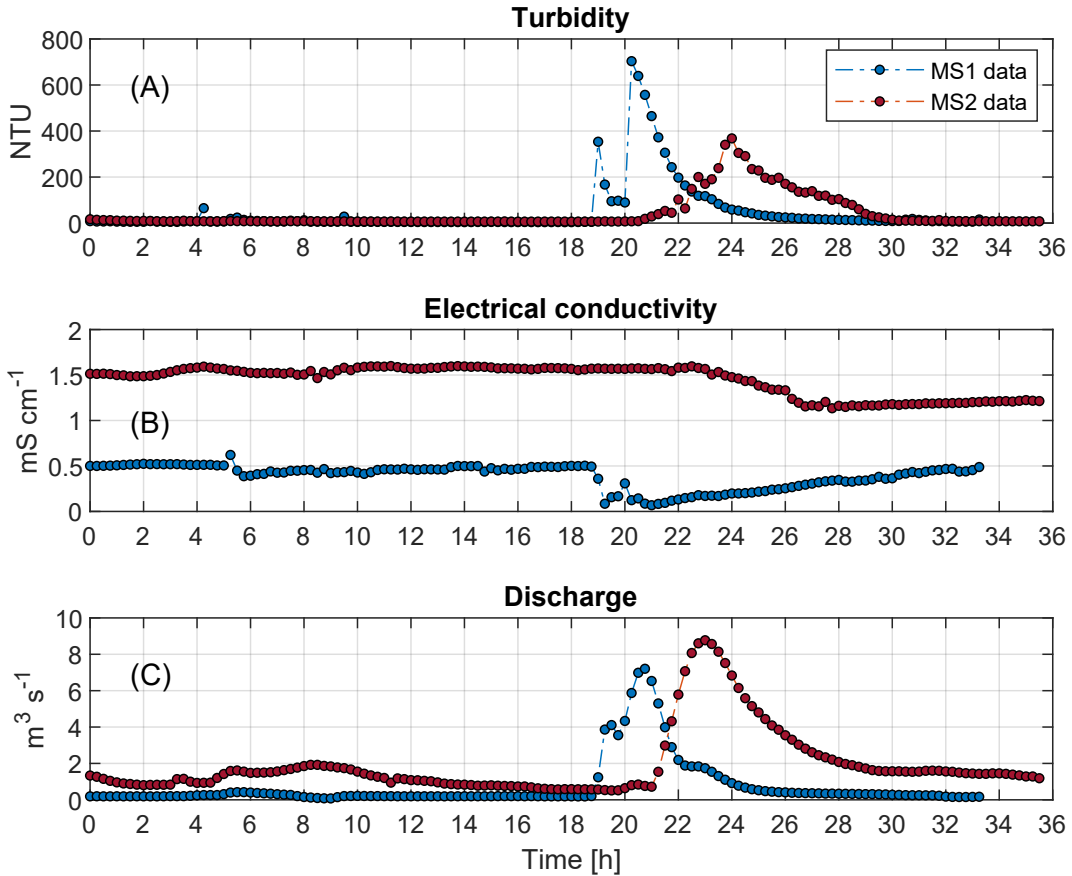 Turbidity
800
600
400
200
0
NTU
(A)
MS1 data
MS2 data
0 2 4 6 8 10 12 14 16 18 20 22 24 26 28 30 32 34 36
Electrical conductivity
2
1.5
1
0.5
0
mS cm⁻¹
(B)
0 2 4 6 8 10 12 14 16 18 20 22 24 26 28 30 32 34 36
Discharge
10
8
6
4
2
0
m³ s⁻¹
(C)
0 2 4 6 8 10 12 14 16 18 20 22 24 26 28 30 32 34 36
Time [h]